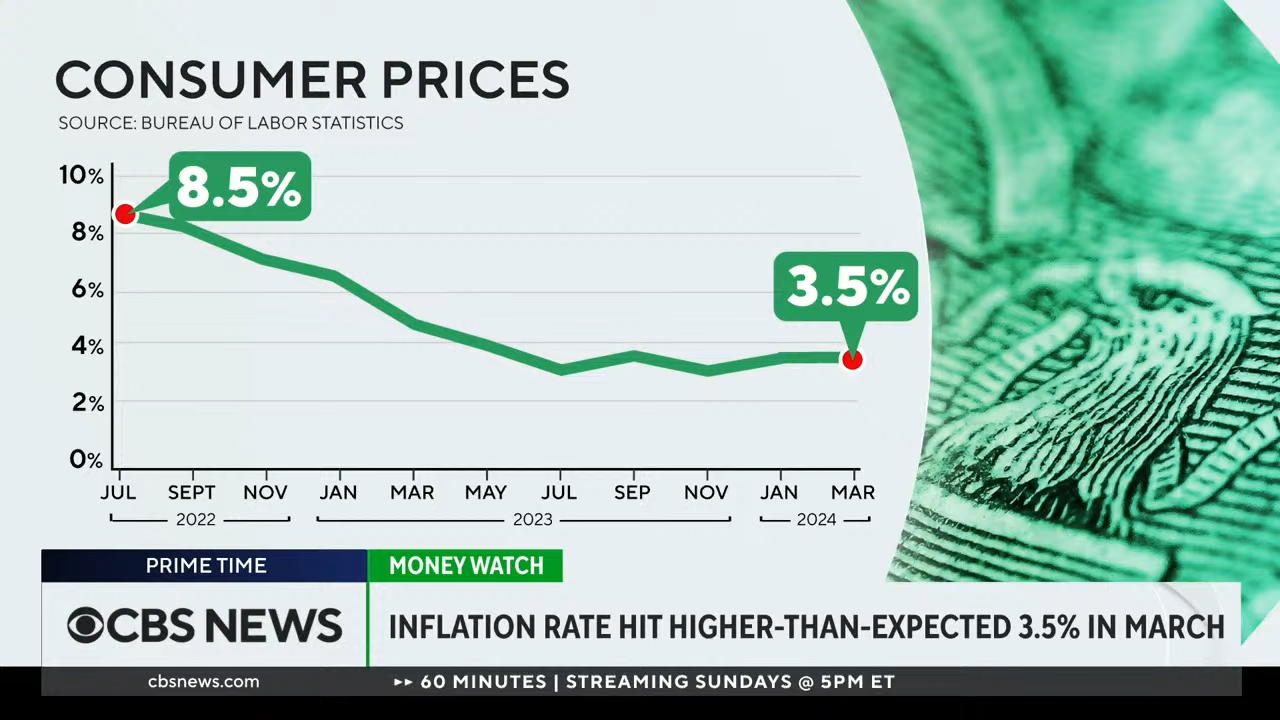 CONSUMER PRICES
SOURCE: BUREAU OF LABOR STATISTICS
10%
8.5%
8%
6%
3.5%
4%
2%
0%
JUL SEPT NOV JAN MAR MAY JUL SEP NOV JAN MAR
2022 2023 2024
PRIME TIME MONEY WATCH
CBS NEWS INFLATION RATE HIT HIGHER-THAN-EXPECTED 3.5% IN MARCH
cbsnews.com 60 MINUTES | STREAMING SUNDAYS @ 5PM ET